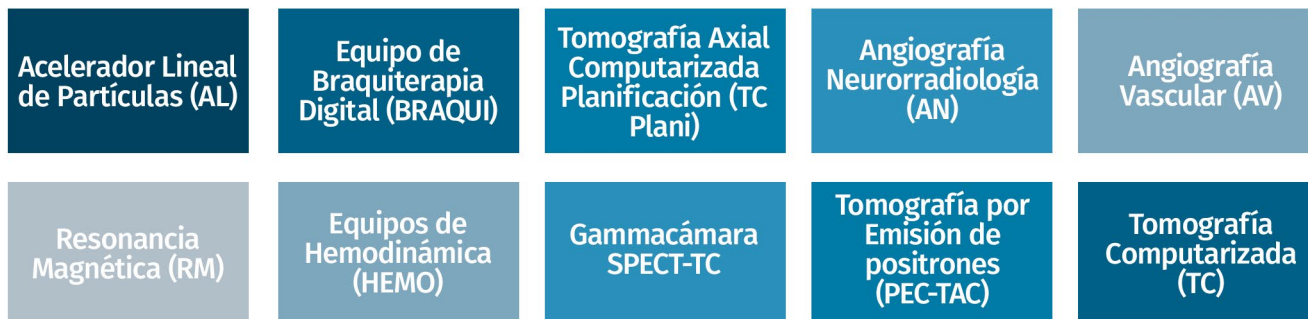 Acelerador Lineal
de Partículas (AL)
Equipo de
Braquiterapia
Digital (BRAQUI)
Tomografía Axial
Computarizada
Planificación (TC
Plani)
Angiografía
Neurorradiología
(AN)
Angiografía
Vascular (AV)
Resonancia
Magnética (RM)
Equipos de
Hemodinámica
(HEMO)
Gammacámara
SPECT-TC
Tomografía por
Emisión de
positrones
(PEC-TAC)
Tomografía
Computarizada
(TC)